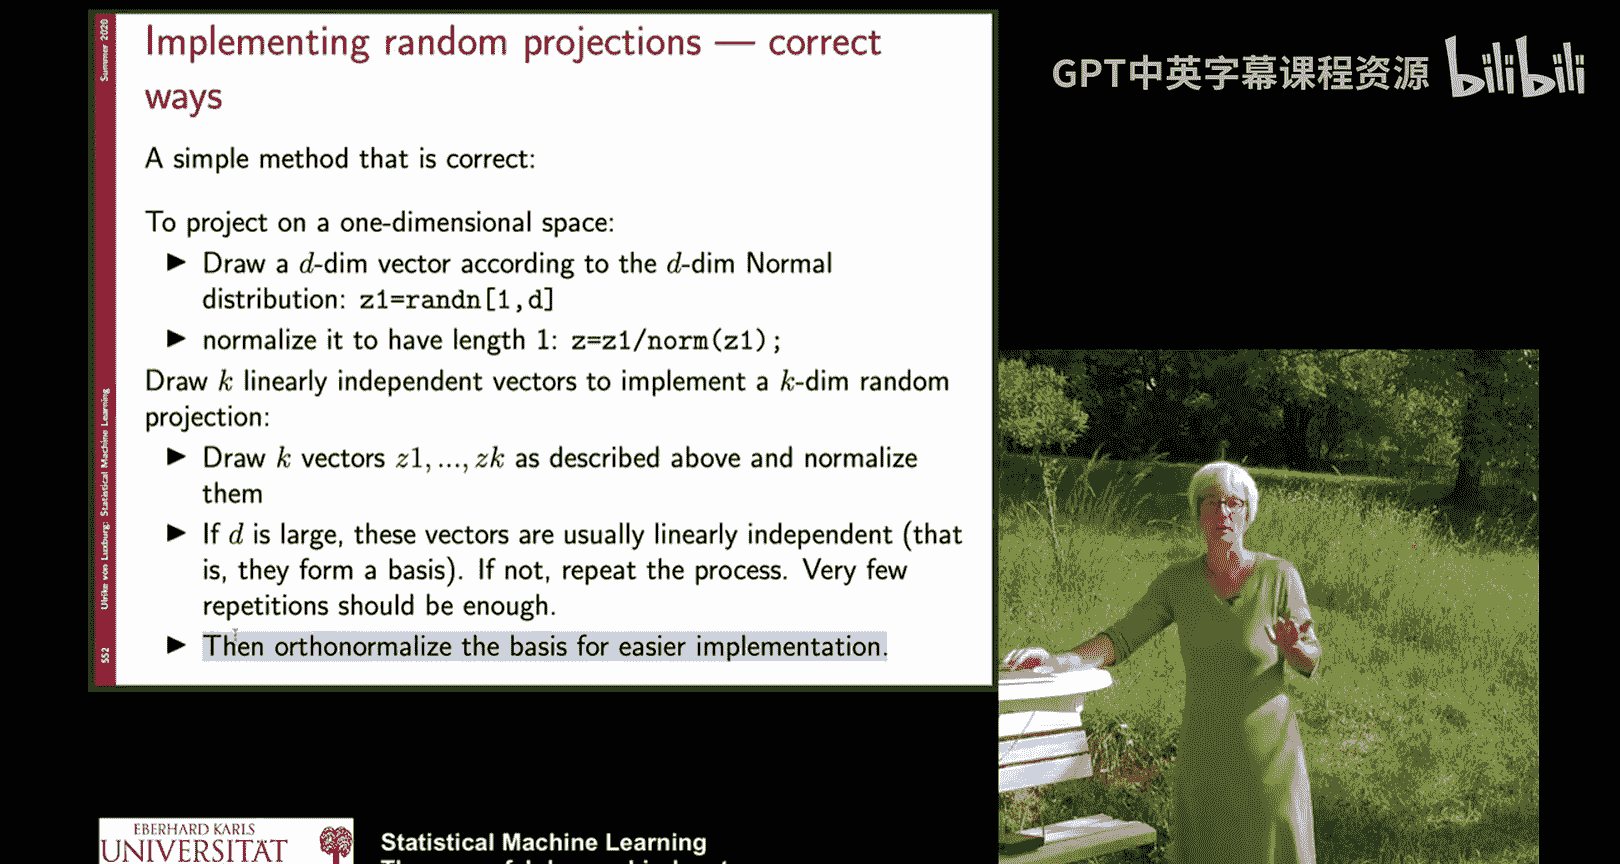 Implementing random projections — correct
ways
A simple method that is correct:
To project on a one-dimensional space:
► Draw a d-dim vector according to the d-dim Normal
distribution: z1=randn[1,d]
► normalize it to have length 1: z=z1/norm(z1);
Draw k linearly independent vectors to implement a k-dim random
projection:
► Draw k vectors z1, ..., zk as described above and normalize
them
► If d is large, these vectors are usually linearly independent (that
is, they form a basis). If not, repeat the process. Very few
repetitions should be enough.
► Then orthonormalize the basis for easier implementation.
Summer 2020
Ulrike von Luxburg: Statistical Machine Learning
552
GPT中英字幕课程资源 bilibili
EBERHARD KARLS
UNIVERSITÄT
Statistical Machine Learning